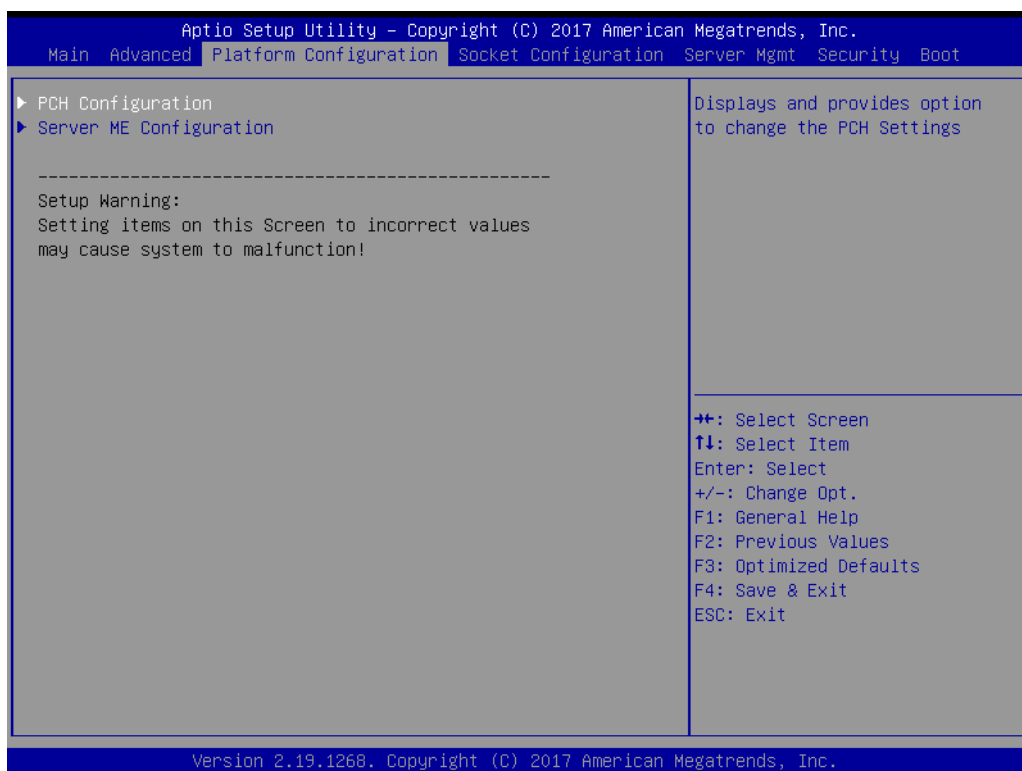 Aptio Setup Utility – Copyright (C) 2017 American Megatrends, Inc.
Main Advanced Platform Configuration Socket Configuration Server Mgmt Security Boot
▶ PCH Configuration
▶ Server ME Configuration
--------------------------------------------------
Setup Warning:
Setting items on this Screen to incorrect values
may cause system to malfunction!
Displays and provides option
to change the PCH Settings
→←: Select Screen
↑↓: Select Item
Enter: Select
+/-: Change Opt.
F1: General Help
F2: Previous Values
F3: Optimized Defaults
F4: Save & Exit
ESC: Exit
Version 2.19.1268. Copyright (C) 2017 American Megatrends, Inc.